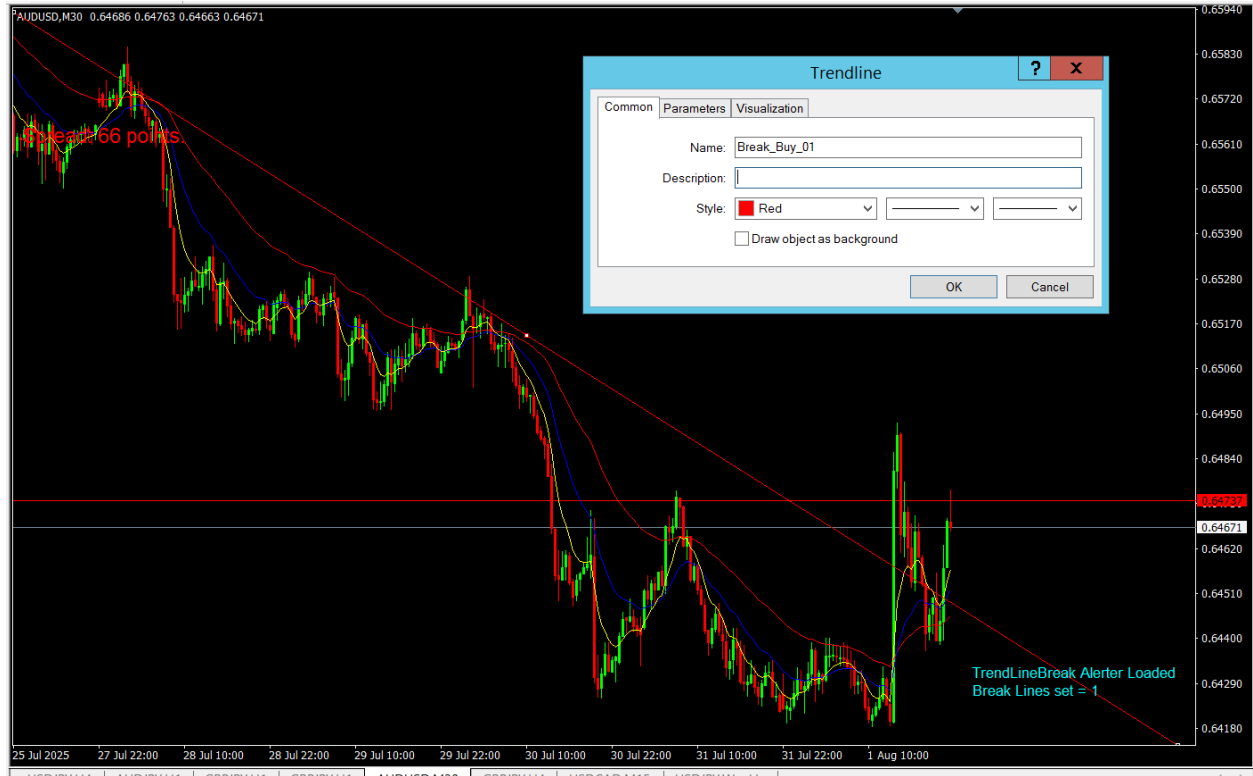 AUDUSD,M30 0.64686 0.64763 0.64663 0.64671
66 points.
Trendline
?
X
Common
Parameters
Visualization
Name:
Break_Buy_01
Description:
Style:
Red
Draw object as background
OK
Cancel
0.65940
0.65830
0.65720
0.65610
0.65500
0.65390
0.65280
0.65170
0.65060
0.64950
0.64840
0.64737
0.64671
0.64620
0.64510
0.64400
0.64290
0.64180
TrendLineBreak Alerter Loaded
Break Lines set = 1
25 Jul 2025
27 Jul 22:00
28 Jul 10:00
28 Jul 22:00
29 Jul 10:00
29 Jul 22:00
30 Jul 10:00
30 Jul 22:00
31 Jul 10:00
31 Jul 22:00
1 Aug 10:00